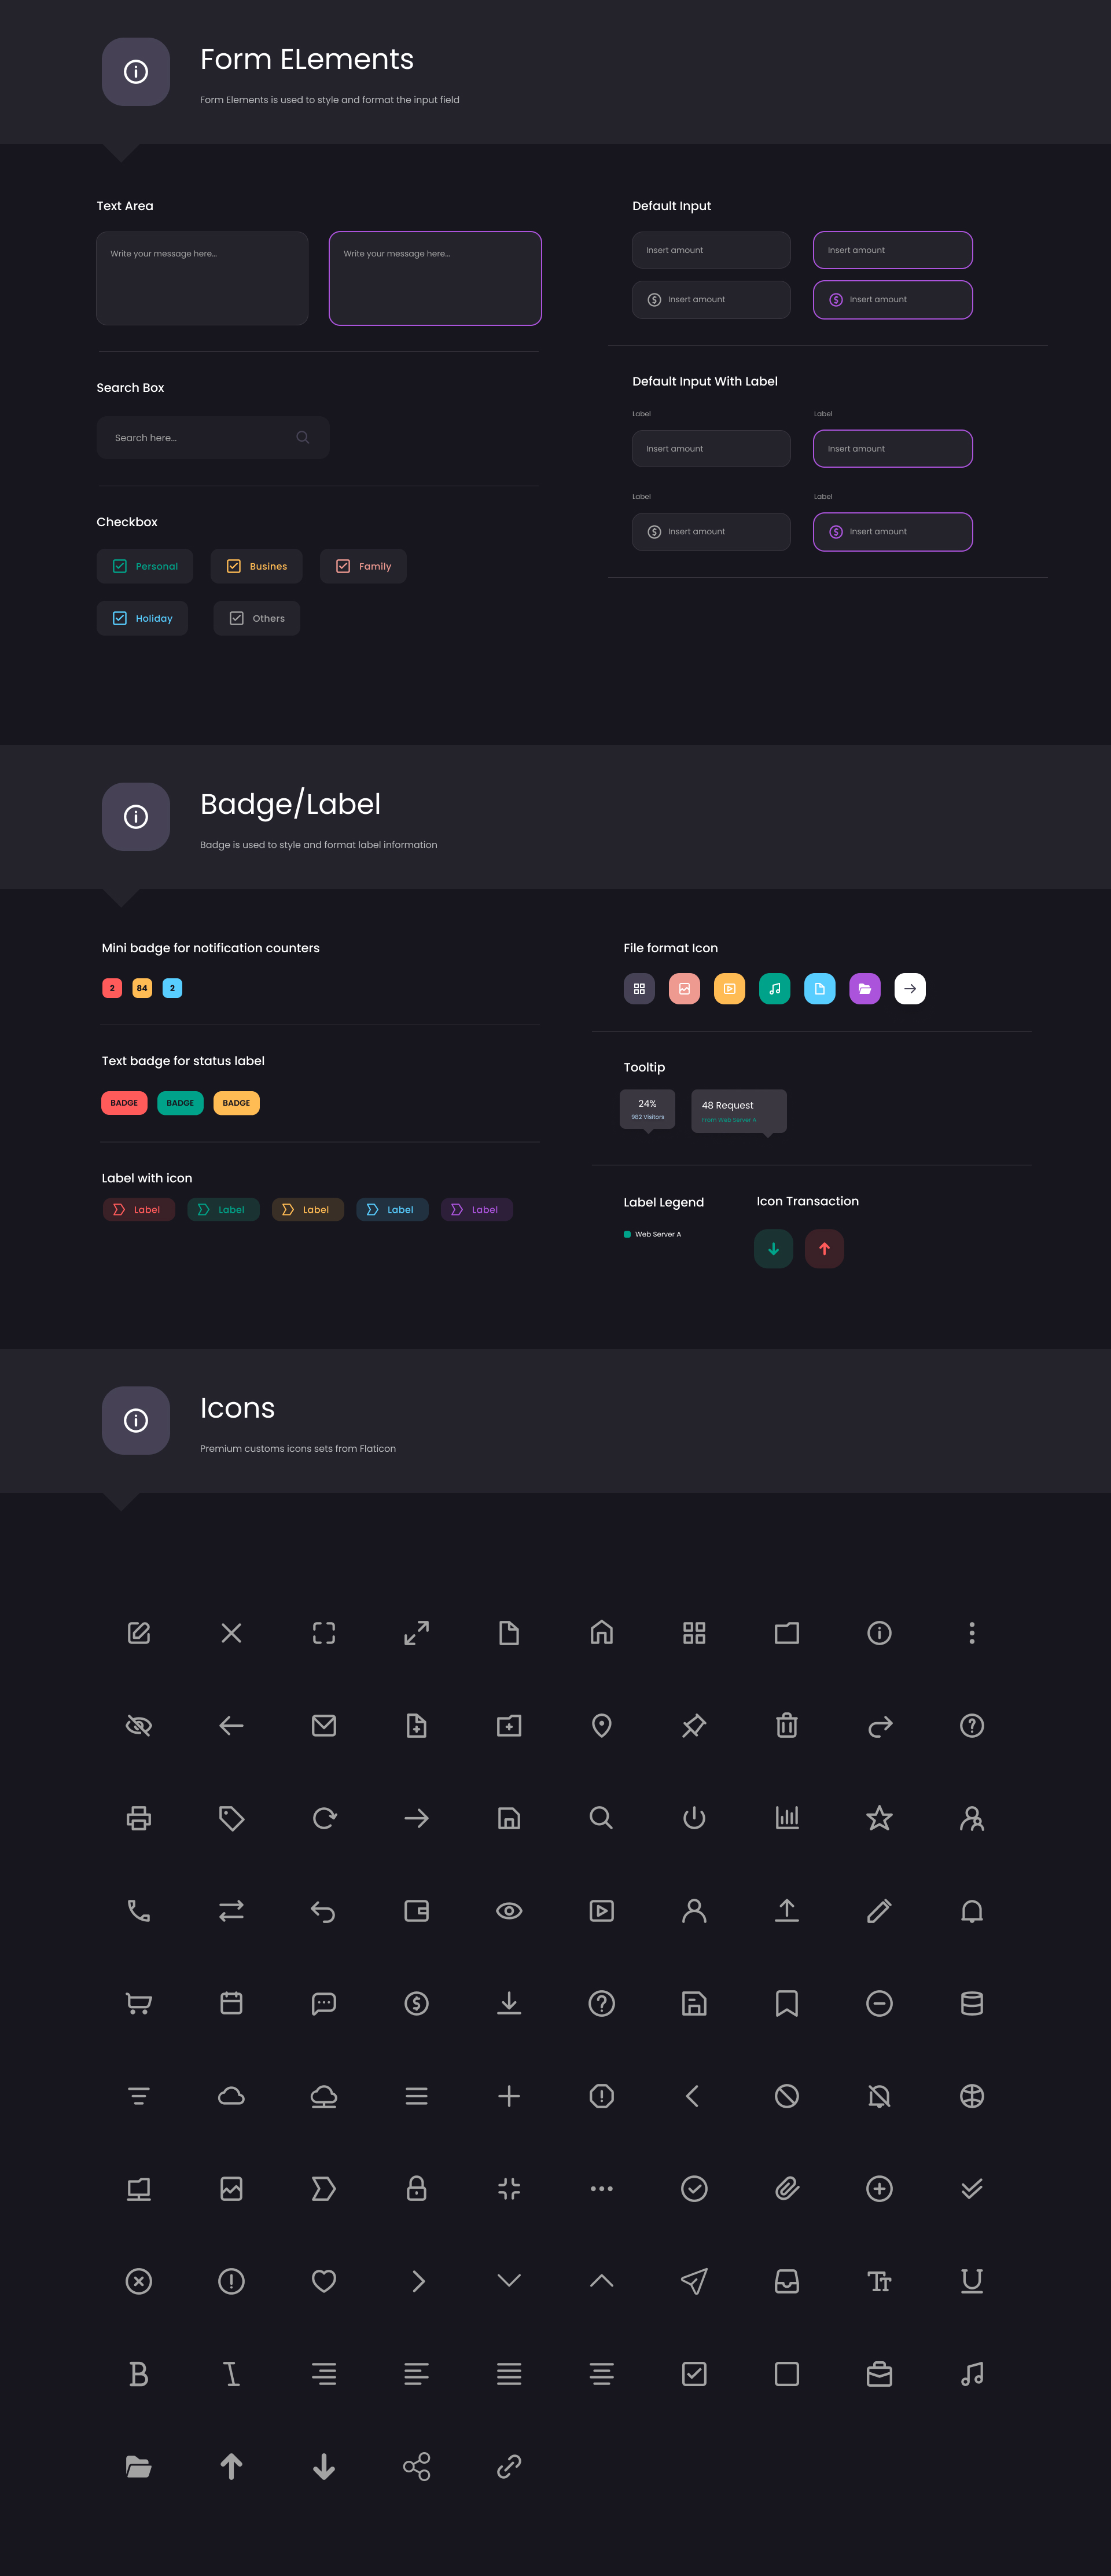 Form ELements
Form Elements is used to style and format the input field
Text Area
Write your message here...
Write your message here...
Search Box
Search here...
Checkbox
Personal
Busines
Family
Holiday
Others
Default Input
Insert amount
Insert amount
Insert amount
Insert amount
Default Input With Label
Label
Label
Insert amount
Insert amount
Label
Label
Insert amount
Insert amount
Badge/Label
Badge is used to style and format label information
Mini badge for notification counters
2
84
2
Text badge for status label
BADGE
BADGE
BADGE
Label with icon
Label
Label
Label
Label
Label
File format Icon
Tooltip
24%
982 Visitors
48 Request
From Web Server A
Label Legend
Web Server A
Icon Transaction
Icons
Premium customs icons sets from Flaticon